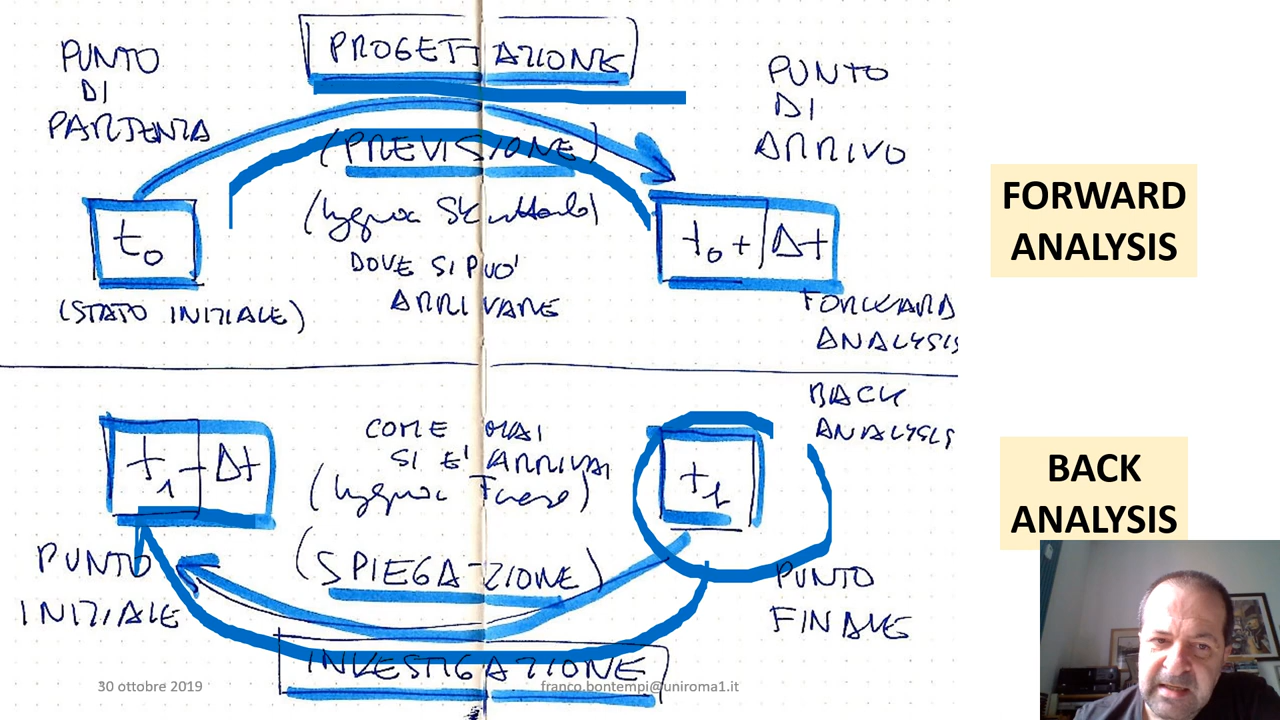 PROGETTAZIONE
PUNTO
DI
PARTENZA
PUNTO
DI
ARRIVO
(PREVISIONE)
t0
(STATO INIZIALE)
DOVE SI PUO'
ARRIVARE
t0 + Δt
FORWARD
ANALYSIS
FORWARD
ANALYSIS
BACK
ANALYSIS
t1 - Δt
COME MAI
SI E' ARRIVATI
t1
(SPIEGAZIONE)
PUNTO
INIZIALE
PUNTO
FINALE
INVESTIGAZIONE
BACK
ANALYSIS
30 ottobre 2019
franco.bontempi@uniroma1.it